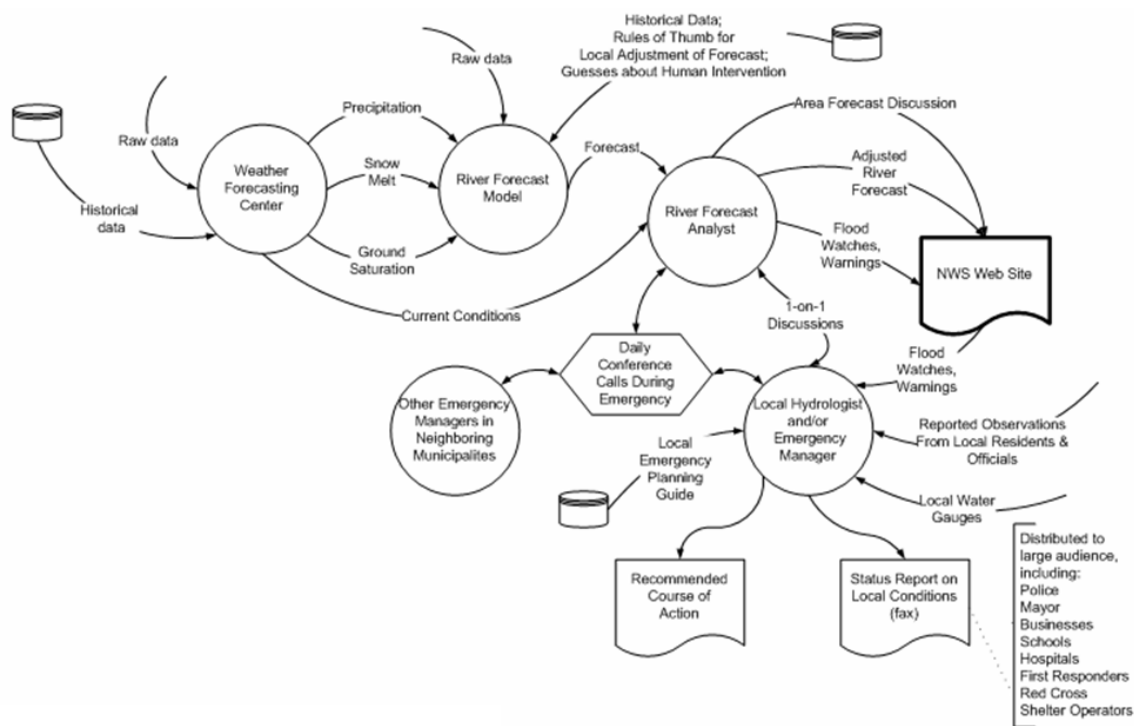 Historical Data;
Rules of Thumb for
Local Adjustment of Forecast;
Guesses about Human Intervention
Raw data
Area Forecast Discussion
Precipitation
Raw data
Forecast
Adjusted
River
Forecast
Weather
Forecasting
Center
Snow
Melt
River Forecast
Model
River Forecast
Analyst
Historical
data
Ground
Saturation
Flood
Watches,
Warnings
NWS Web Site
Current Conditions
1-on-1
Discussions
Daily
Conference
Calls During
Emergency
Flood
Watches,
Warnings
Other Emergency
Managers in
Neighboring
Municipalites
Local Hydrologist
and/or
Emergency
Manager
Reported Observations
From Local Residents &
Officials
Local
Emergency
Planning
Guide
Local Water
Gauges
Recommended
Course of
Action
Status Report on
Local Conditions
(fax)
Distributed to
large audience,
including:
Police
Mayor
Businesses
Schools
Hospitals
First Responders
Red Cross
Shelter Operators